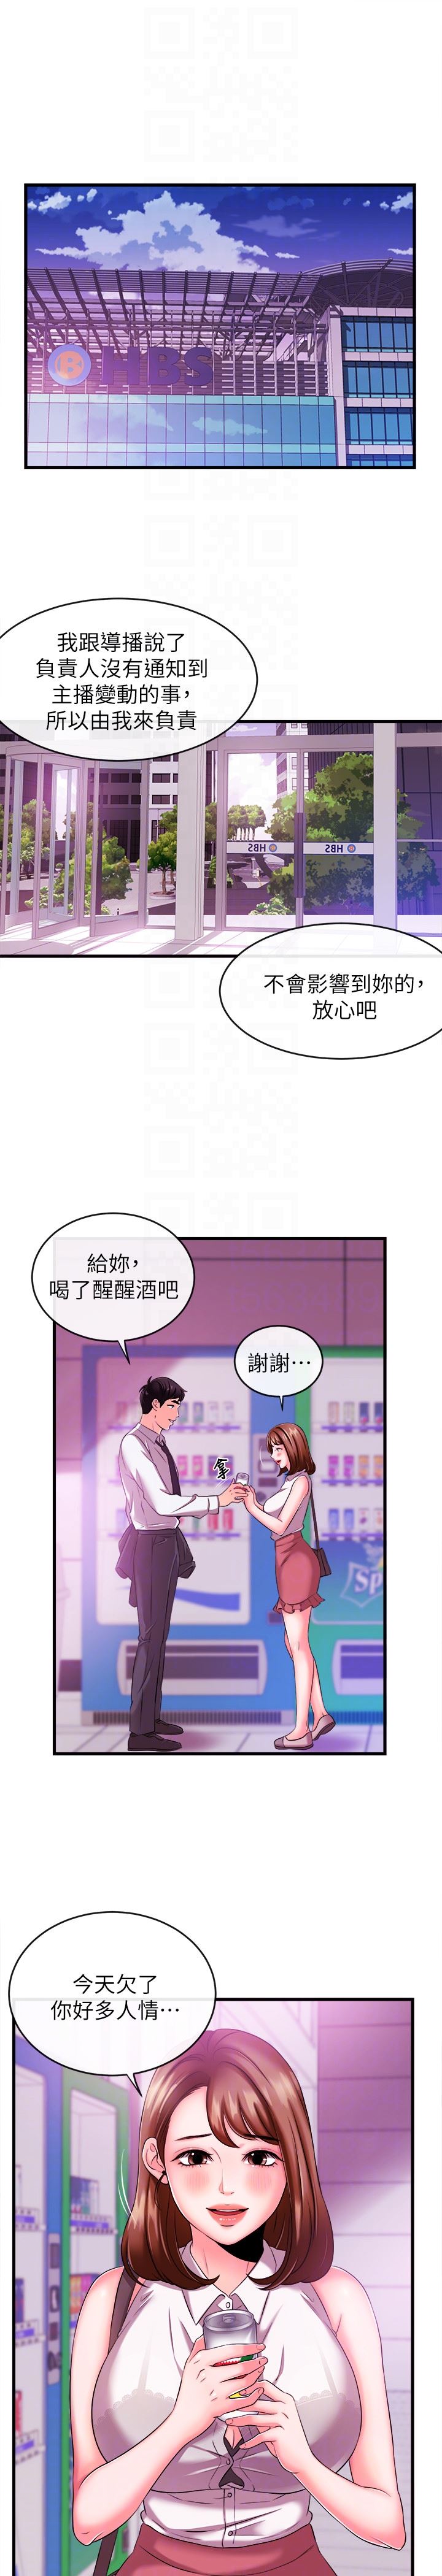 HBS
我跟導播說了
負責人沒有通知到
主播變動的事,
所以由我來負責
HBS
HBS
不會影響到妳的,
放心吧
給妳,
喝了醒醒酒吧
謝謝…
拿
SP
今天欠了
你好多人情…